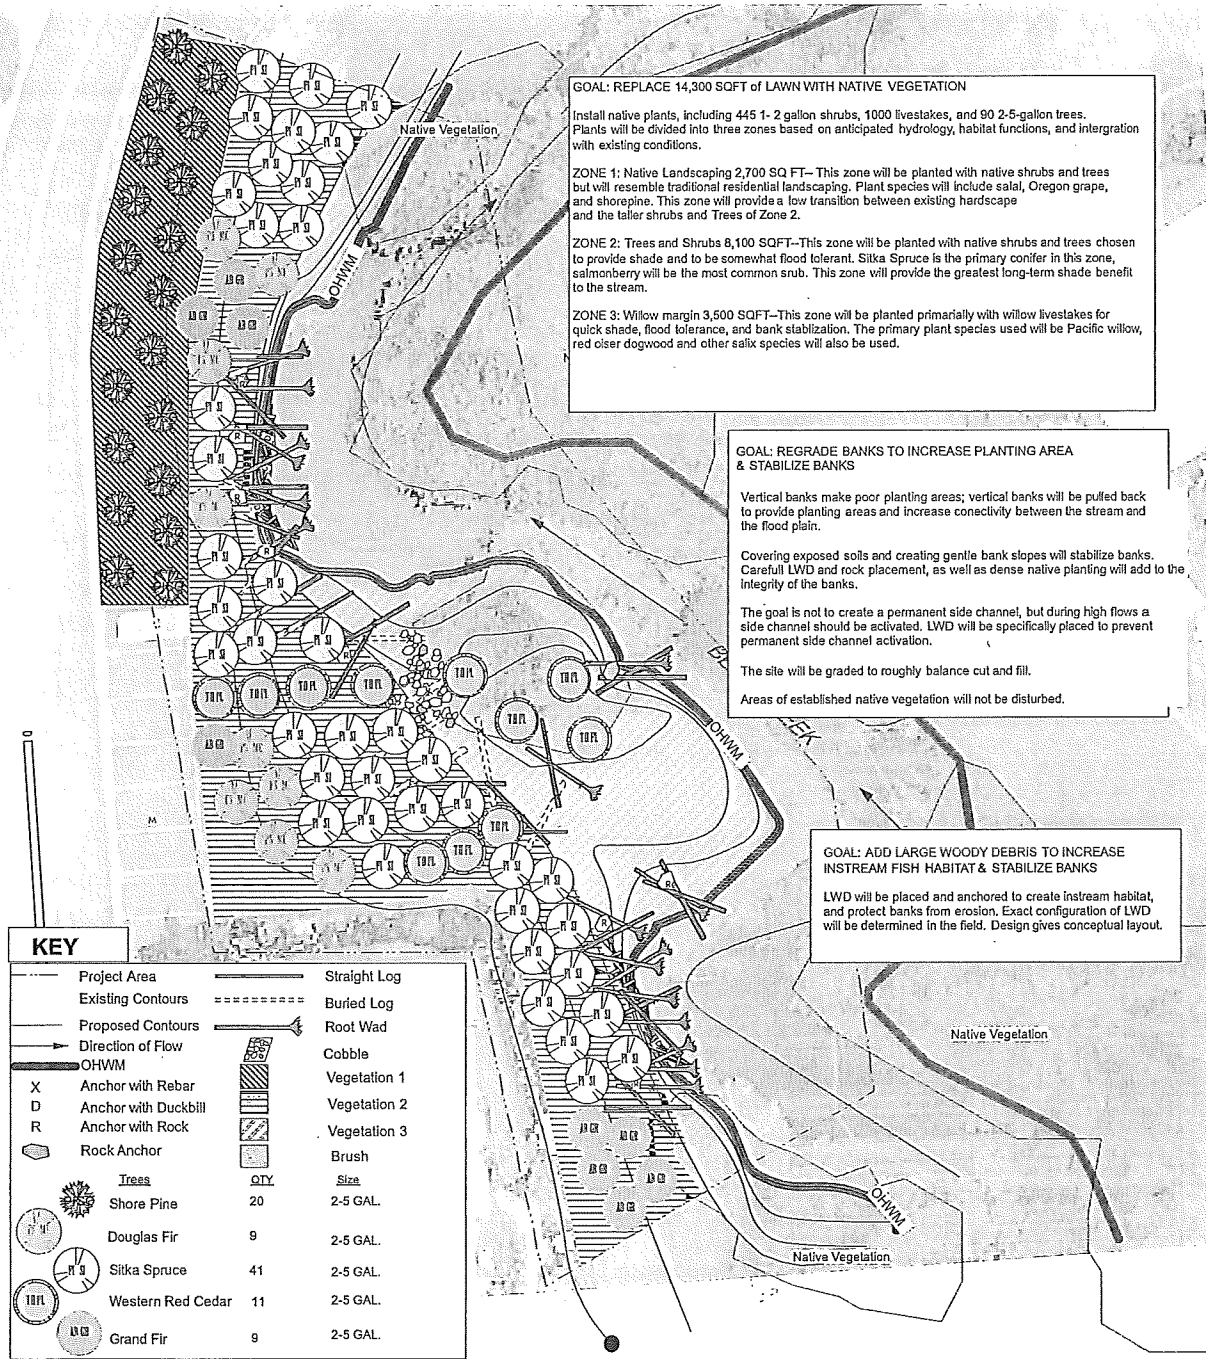 Native Vegetation
OHWM
GOAL: REPLACE 14,300 SQFT of LAWN WITH NATIVE VEGETATION
Install native plants, including 445 1- 2 gallon shrubs, 1000 livestakes, and 90 2-5-gallon trees.
Plants will be divided into three zones based on anticipated hydrology, habitat functions, and intergration
with existing conditions.
ZONE 1: Native Landscaping 2,700 SQ FT-- This zone will be planted with native shrubs and trees
but will resemble traditional residential landscaping. Plant species will include salal, Oregon grape,
and shorepine. This zone will provide a low transition between existing hardscape
and the taller shrubs and Trees of Zone 2.
ZONE 2: Trees and Shrubs 8,100 SQFT--This zone will be planted with native shrubs and trees chosen
to provide shade and to be somewhat flood tolerant. Sitka Spruce is the primary conifer in this zone,
salmonberry will be the most common srub. This zone will provide the greatest long-term shade benefit
to the stream.
ZONE 3: Willow margin 3,500 SQFT--This zone will be planted primarially with willow livestakes for
quick shade, flood tolerance, and bank stablization. The primary plant species used will be Pacific willow,
red oiser dogwood and other salix species will also be used.
GOAL: REGRADE BANKS TO INCREASE PLANTING AREA
& STABILIZE BANKS
Vertical banks make poor planting areas; vertical banks will be pulled back
to provide planting areas and increase conectivity between the stream and
the flood plain.
Covering exposed soils and creating gentle bank slopes will stabilize banks.
Carefull LWD and rock placement, as well as dense native planting will add to the
integrity of the banks.
The goal is not to create a permanent side channel, but during high flows a
side channel should be activated. LWD will be specifically placed to prevent
permanent side channel activation.
The site will be graded to roughly balance cut and fill.
Areas of established native vegetation will not be disturbed.
OHWM
GOAL: ADD LARGE WOODY DEBRIS TO INCREASE
INSTREAM FISH HABITAT & STABILIZE BANKS
LWD will be placed and anchored to create instream habitat,
and protect banks from erosion. Exact configuration of LWD
will be determined in the field. Design gives conceptual layout.
Native Vegetation
OHWM
Native Vegetation
KEY
Project Area
Straight Log
Existing Contours
Buried Log
Proposed Contours
Root Wad
Direction of Flow
Cobble
OHWM
Vegetation 1
X Anchor with Rebar
Vegetation 2
D Anchor with Duckbill
R Anchor with Rock
Vegetation 3
Rock Anchor
Brush
Trees QTY Size
Shore Pine 20 2-5 GAL.
Douglas Fir 9 2-5 GAL.
Sitka Spruce 41 2-5 GAL.
Western Red Cedar 11 2-5 GAL.
Grand Fir 9 2-5 GAL.